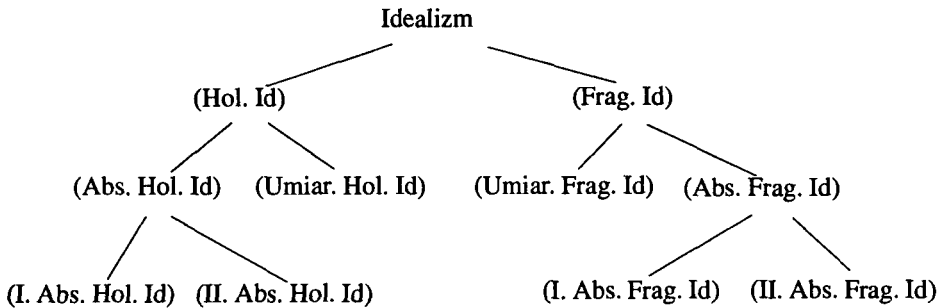 Idealizm
(Hol. Id) (Frag. Id)
(Abs. Hol. Id) (Umiar. Hol. Id) (Umiar. Frag. Id) (Abs. Frag. Id)
(I. Abs. Hol. Id) (II. Abs. Hol. Id) (I. Abs. Frag. Id) (II. Abs. Frag. Id)